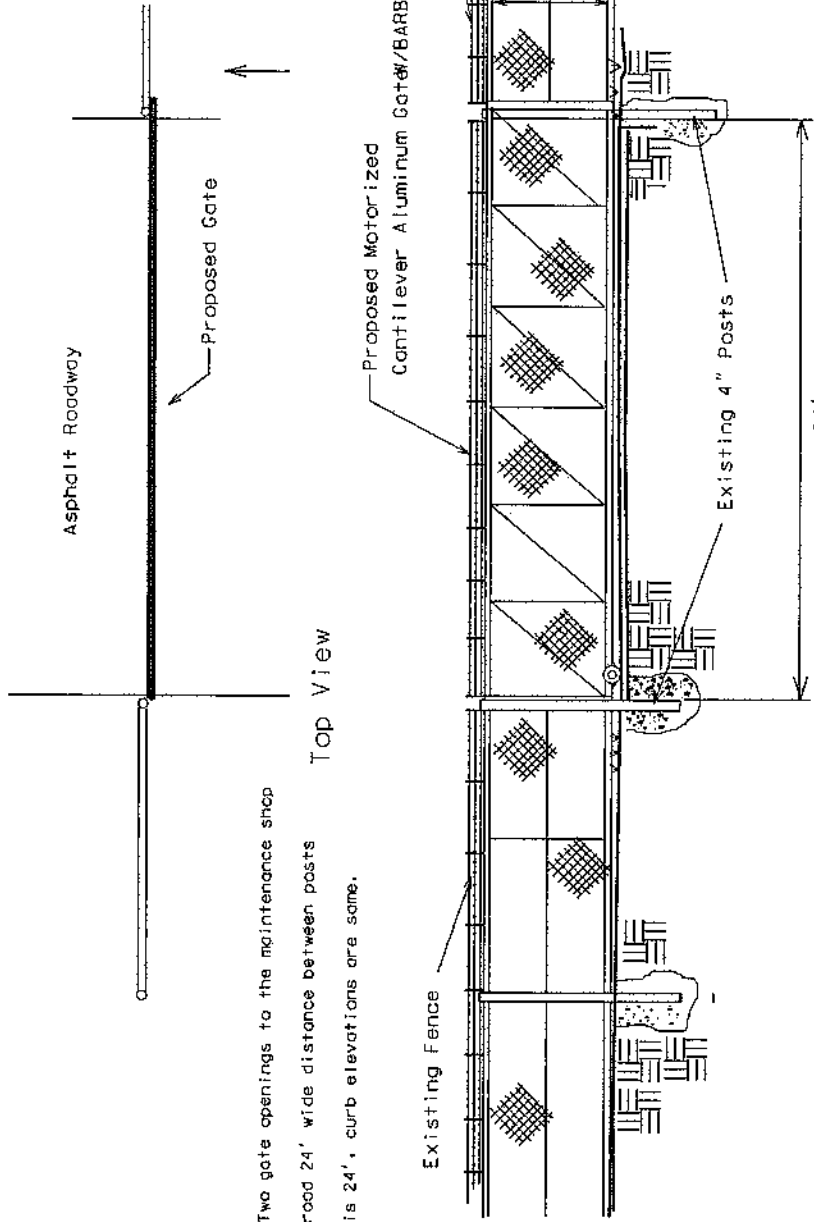 Asphalt Roadway
Proposed Gate
Top View
Two gate openings to the maintenance shop
road 24' wide distance between posts
is 24', curb elevations are same.
Proposed Motorized
Cantilever Aluminum Gate W/BARB
Existing Fence
Existing 4" Posts